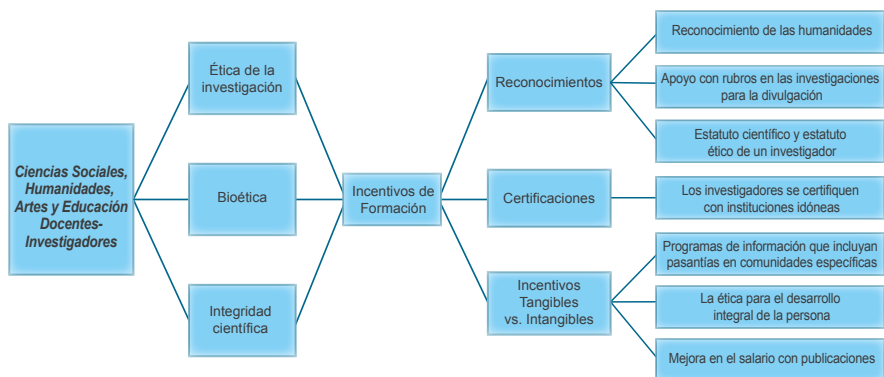 Ciencias Sociales,
Humanidades,
Artes y Educación
Docentes-
Investigadores
Ética de la
investigación
Bioética
Integridad
científica
Incentivos de
Formación
Reconocimientos
Certificaciones
Incentivos
Tangibles
vs. Intangibles
Reconocimiento de las humanidades
Apoyo con rubros en las investigaciones
para la divulgación
Estatuto científico y estatuto
ético de un investigador
Los investigadores se certifiquen
con instituciones idóneas
Programas de información que incluyan
pasantías en comunidades específicas
La ética para el desarrollo
integral de la persona
Mejora en el salario con publicaciones